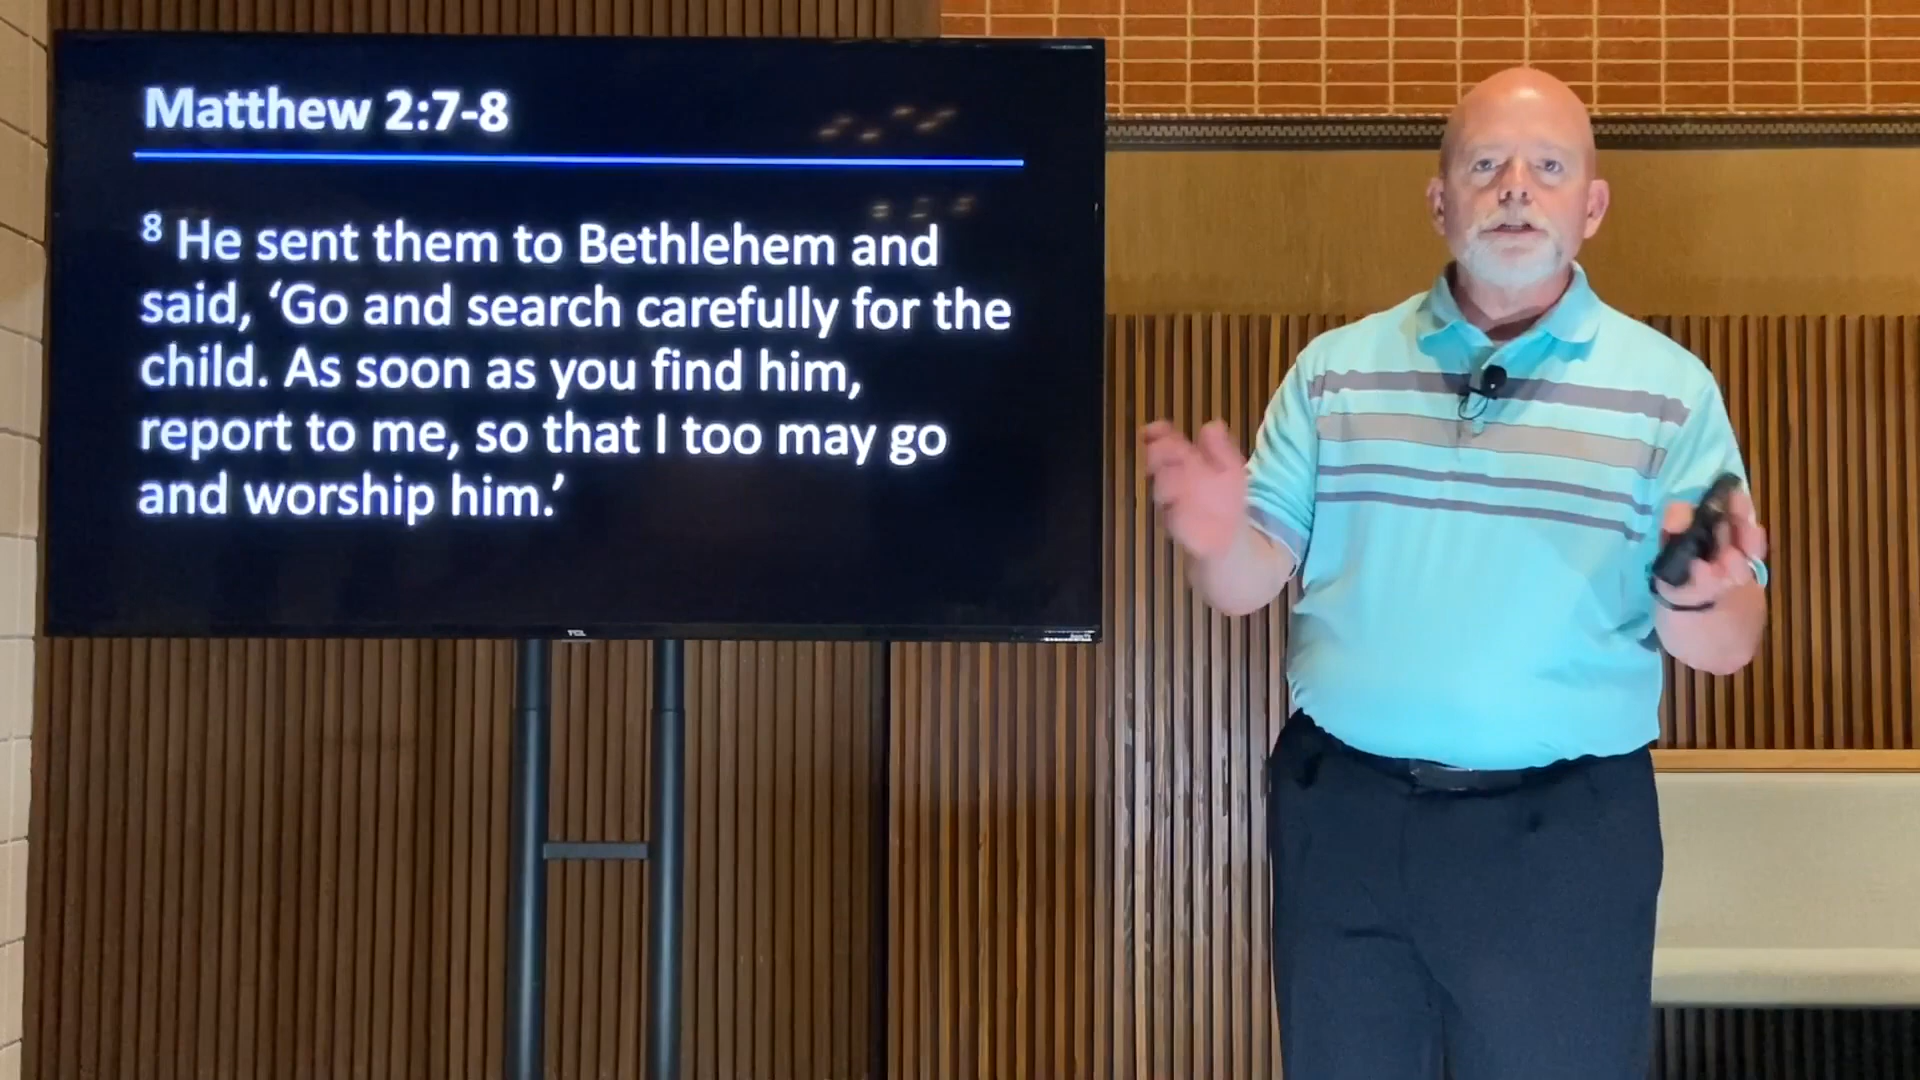 Matthew 2:7-8
8 He sent them to Bethlehem and
said, ‘Go and search carefully for the
child. As soon as you find him,
report to me, so that I too may go
and worship him.’
TCL